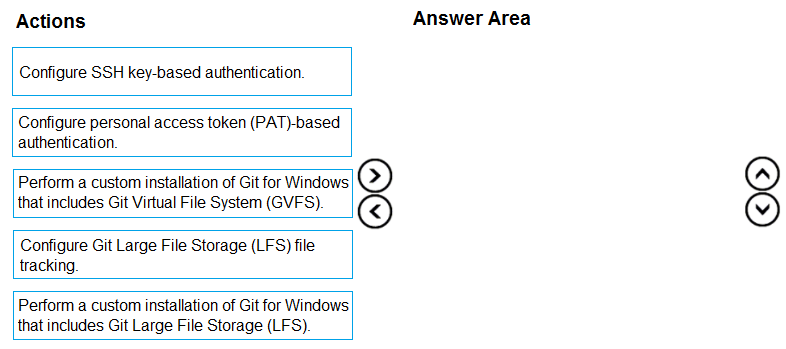 Actions
Answer Area
Configure SSH key-based authentication.
Configure personal access token (PAT)-based
authentication.
Perform a custom installation of Git for Windows
that includes Git Virtual File System (GVFS).
Configure Git Large File Storage (LFS) file
tracking.
Perform a custom installation of Git for Windows
that includes Git Large File Storage (LFS).